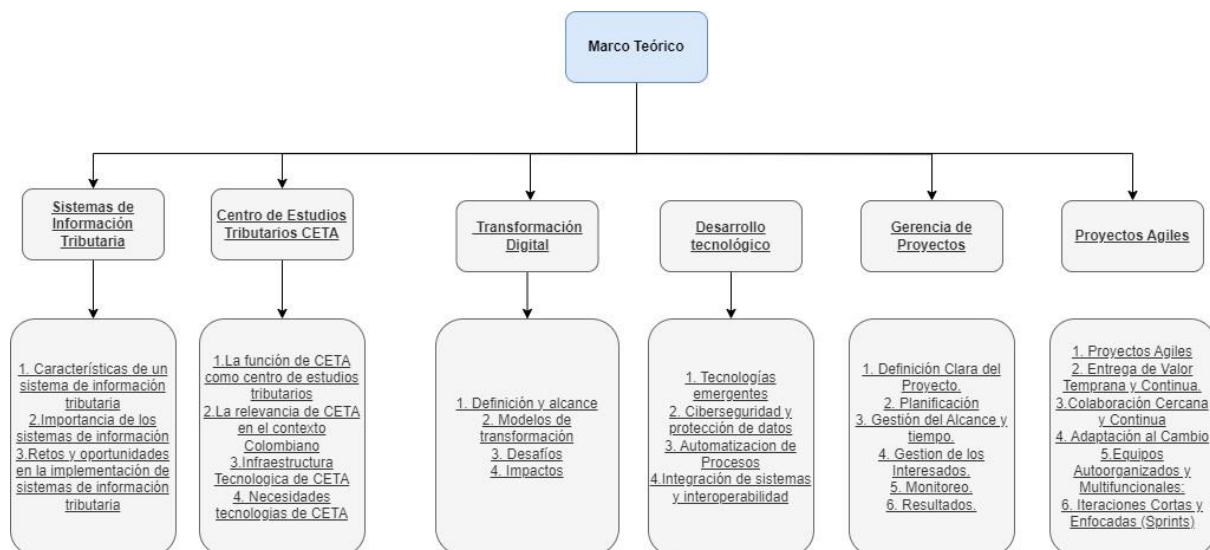 Marco Teórico
Sistemas de
Información
Tributaria
Centro de Estudios
Tributarios CETA
Transformación
Digital
Desarrollo
tecnológico
Gerencia de
Proyectos
Proyectos Agiles
1. Características de un
sistema de información
tributaria
2.Importancia de los
sistemas de información
3.Retos y oportunidades
en la implementación de
sistemas de información
tributaria
1.La función de CETA
como centro de estudios
tributarios
2.La relevancia de CETA
en el contexto
Colombiano
3.Infraestructura
Tecnologica de CETA
4. Necesidades
tecnologias de CETA
1. Definición y alcance
2. Modelos de
transformación
3. Desafíos
4. Impactos
1. Tecnologías
emergentes
2. Ciberseguridad y
protección de datos
3. Automatizacion de
Procesos
4.Integración de sistemas
y interoperabilidad
1. Definición Clara del
Proyecto.
2. Planificación
3. Gestión del Alcance y
tiempo.
4. Gestion de los
Interesados.
5. Monitoreo.
6. Resultados.
1. Proyectos Agiles
2. Entrega de Valor
Temprana y Continua.
3.Colaboración Cercana
y Continua
4. Adaptación al Cambio
5.Equipos
Autoorganizados y
Multifuncionales:
6. Iteraciones Cortas y
Enfocadas (Sprints)